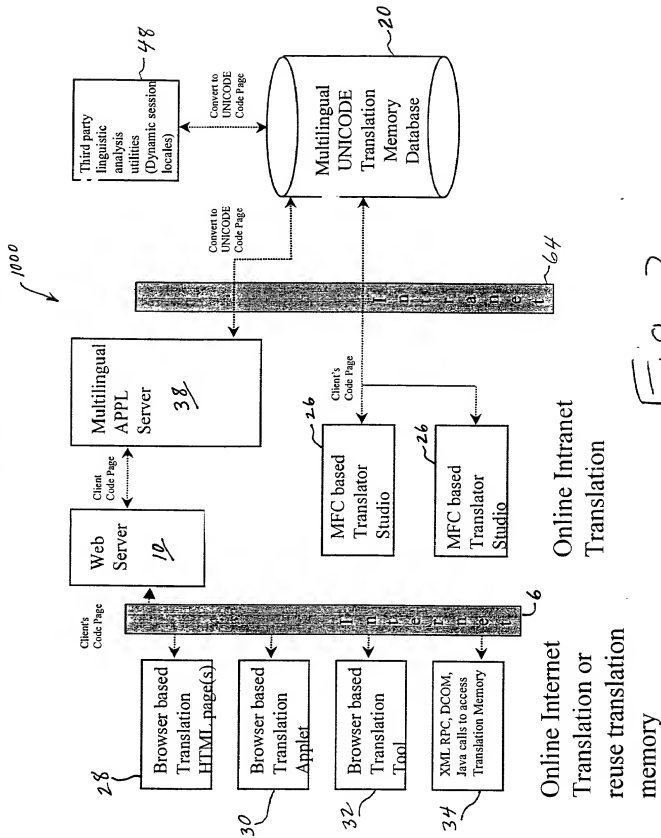 1000
Third party
linguistic
analysis
utilities
(Dynamic session
locales)
48
Convert to
UNICODE
Code Page
Multilingual
UNICODE
Translation
Memory
Database
20
Convert to
UNICODE
Code Page
Intranet
64
Multilingual
APPL
Server
38
Client
Code Page
Web
Server
10
Client's
Code Page
Client's
Code Page
26
MFC based
Translator
Studio
26
MFC based
Translator
Studio
Online Intranet
Translation
Internet
6
Browser based
Translation
HTML page(s)
28
Browser based
Translation
Applet
30
Browser based
Translation
Tool
32
XML RPC, DCOM,
Java calls to access
Translation Memory
34
Online Internet
Translation or
reuse translation
memory